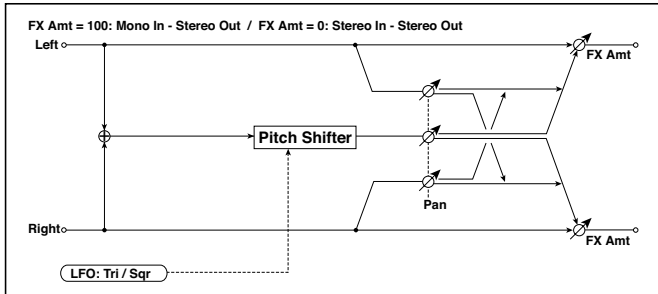 FX Amt = 100: Mono In - Stereo Out / FX Amt = 0: Stereo In - Stereo Out
Left
FX Amt
Pitch Shifter
Pan
Right
FX Amt
LFO: Tri / Sqr